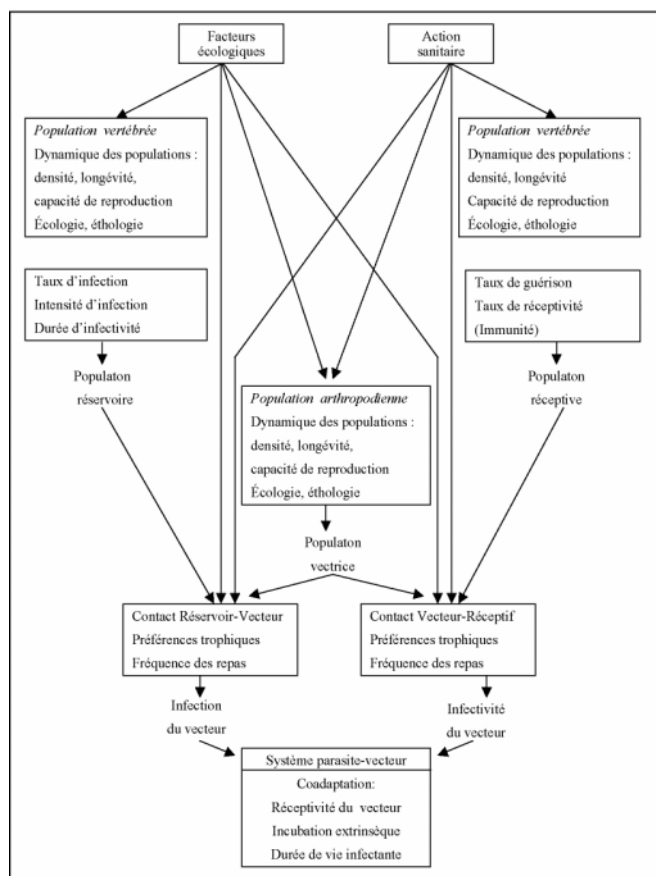 Facteurs
écologiques
Action
sanitaire
Population vertébrée
Dynamique des populations :
densité, longévité,
capacité de reproduction
Écologie, éthologie
Population vertébrée
Dynamique des populations :
densité, longévité
Capacité de reproduction
Écologie, éthologie
Taux d'infection
Intensité d'infection
Durée d'infectivité
Taux de guérison
Taux de réceptivité
(Immunité)
Populaton
réservoire
Populaton
réceptive
Population arthropodienne
Dynamique des populations :
densité, longévité,
capacité de reproduction
Écologie, éthologie
Populaton
vectrice
Contact Réservoir-Vecteur
Préférences trophiques
Fréquence des repas
Contact Vecteur-Réceptif
Préférences trophiques
Fréquence des repas
Infection
du vecteur
Infectivité
du vecteur
Système parasite-vecteur
Coadaptation:
Réceptivité du vecteur
Incubation extrinsèque
Durée de vie infectante